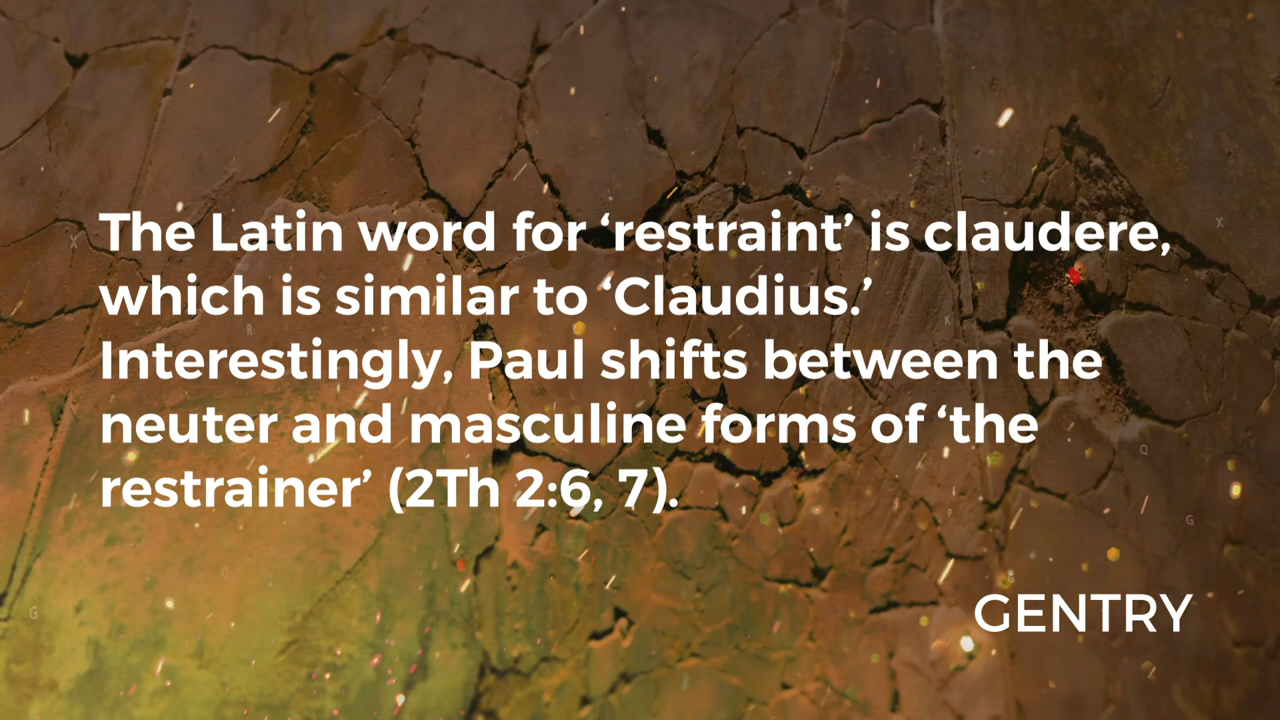 The Latin word for ‘restraint’ is claudere,
which is similar to ‘Claudius.’
Interestingly, Paul shifts between the
neuter and masculine forms of ‘the
restrainer’ (2Th 2:6, 7).
GENTRY